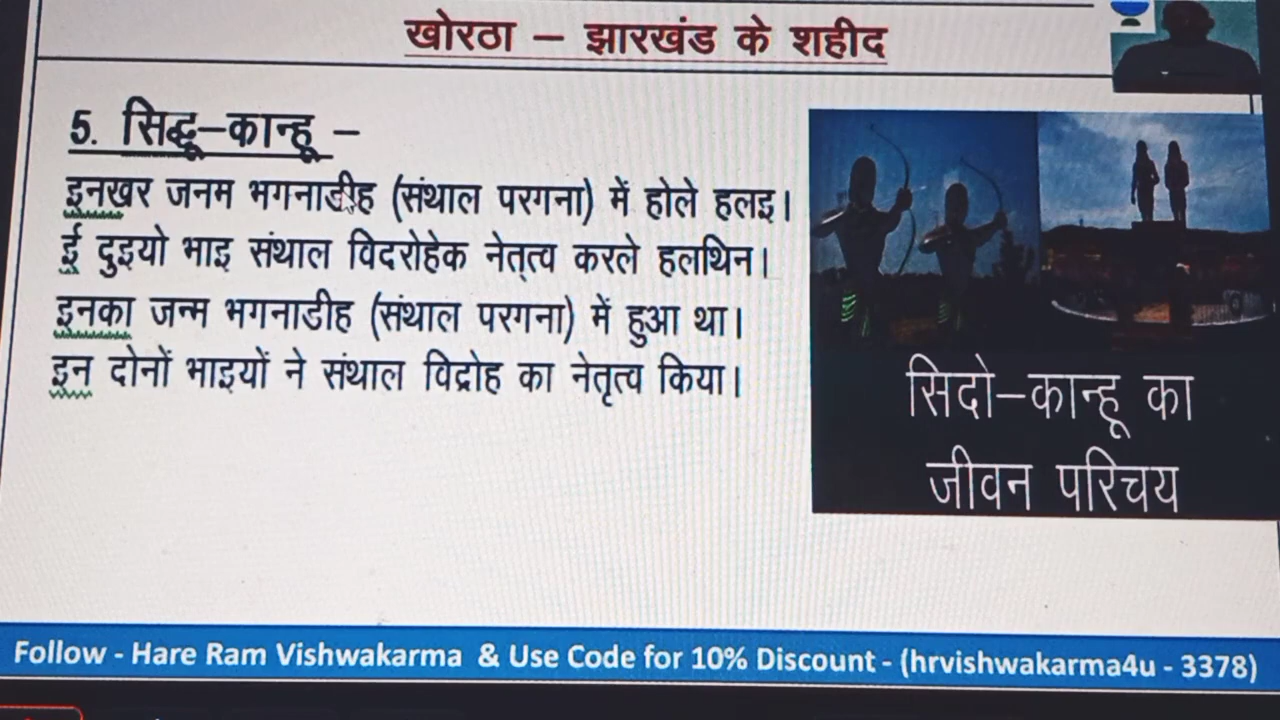 खोरठा – झारखंड के शहीद
5. सिद्धू–कान्हू –
इनखर जनम भगनाडीह (संथाल परगना) में होले हलइ।
ई दुइयो भाइ संथाल विदरोहेक नेतृत्व करले हलथिन।
इनका जन्म भगनाडीह (संथाल परगना) में हुआ था।
इन दोनों भाइयों ने संथाल विद्रोह का नेतृत्व किया।
सिदो–कान्हू का
जीवन परिचय
Follow - Hare Ram Vishwakarma & Use Code for 10% Discount - (hrvishwakarma4u - 3378)